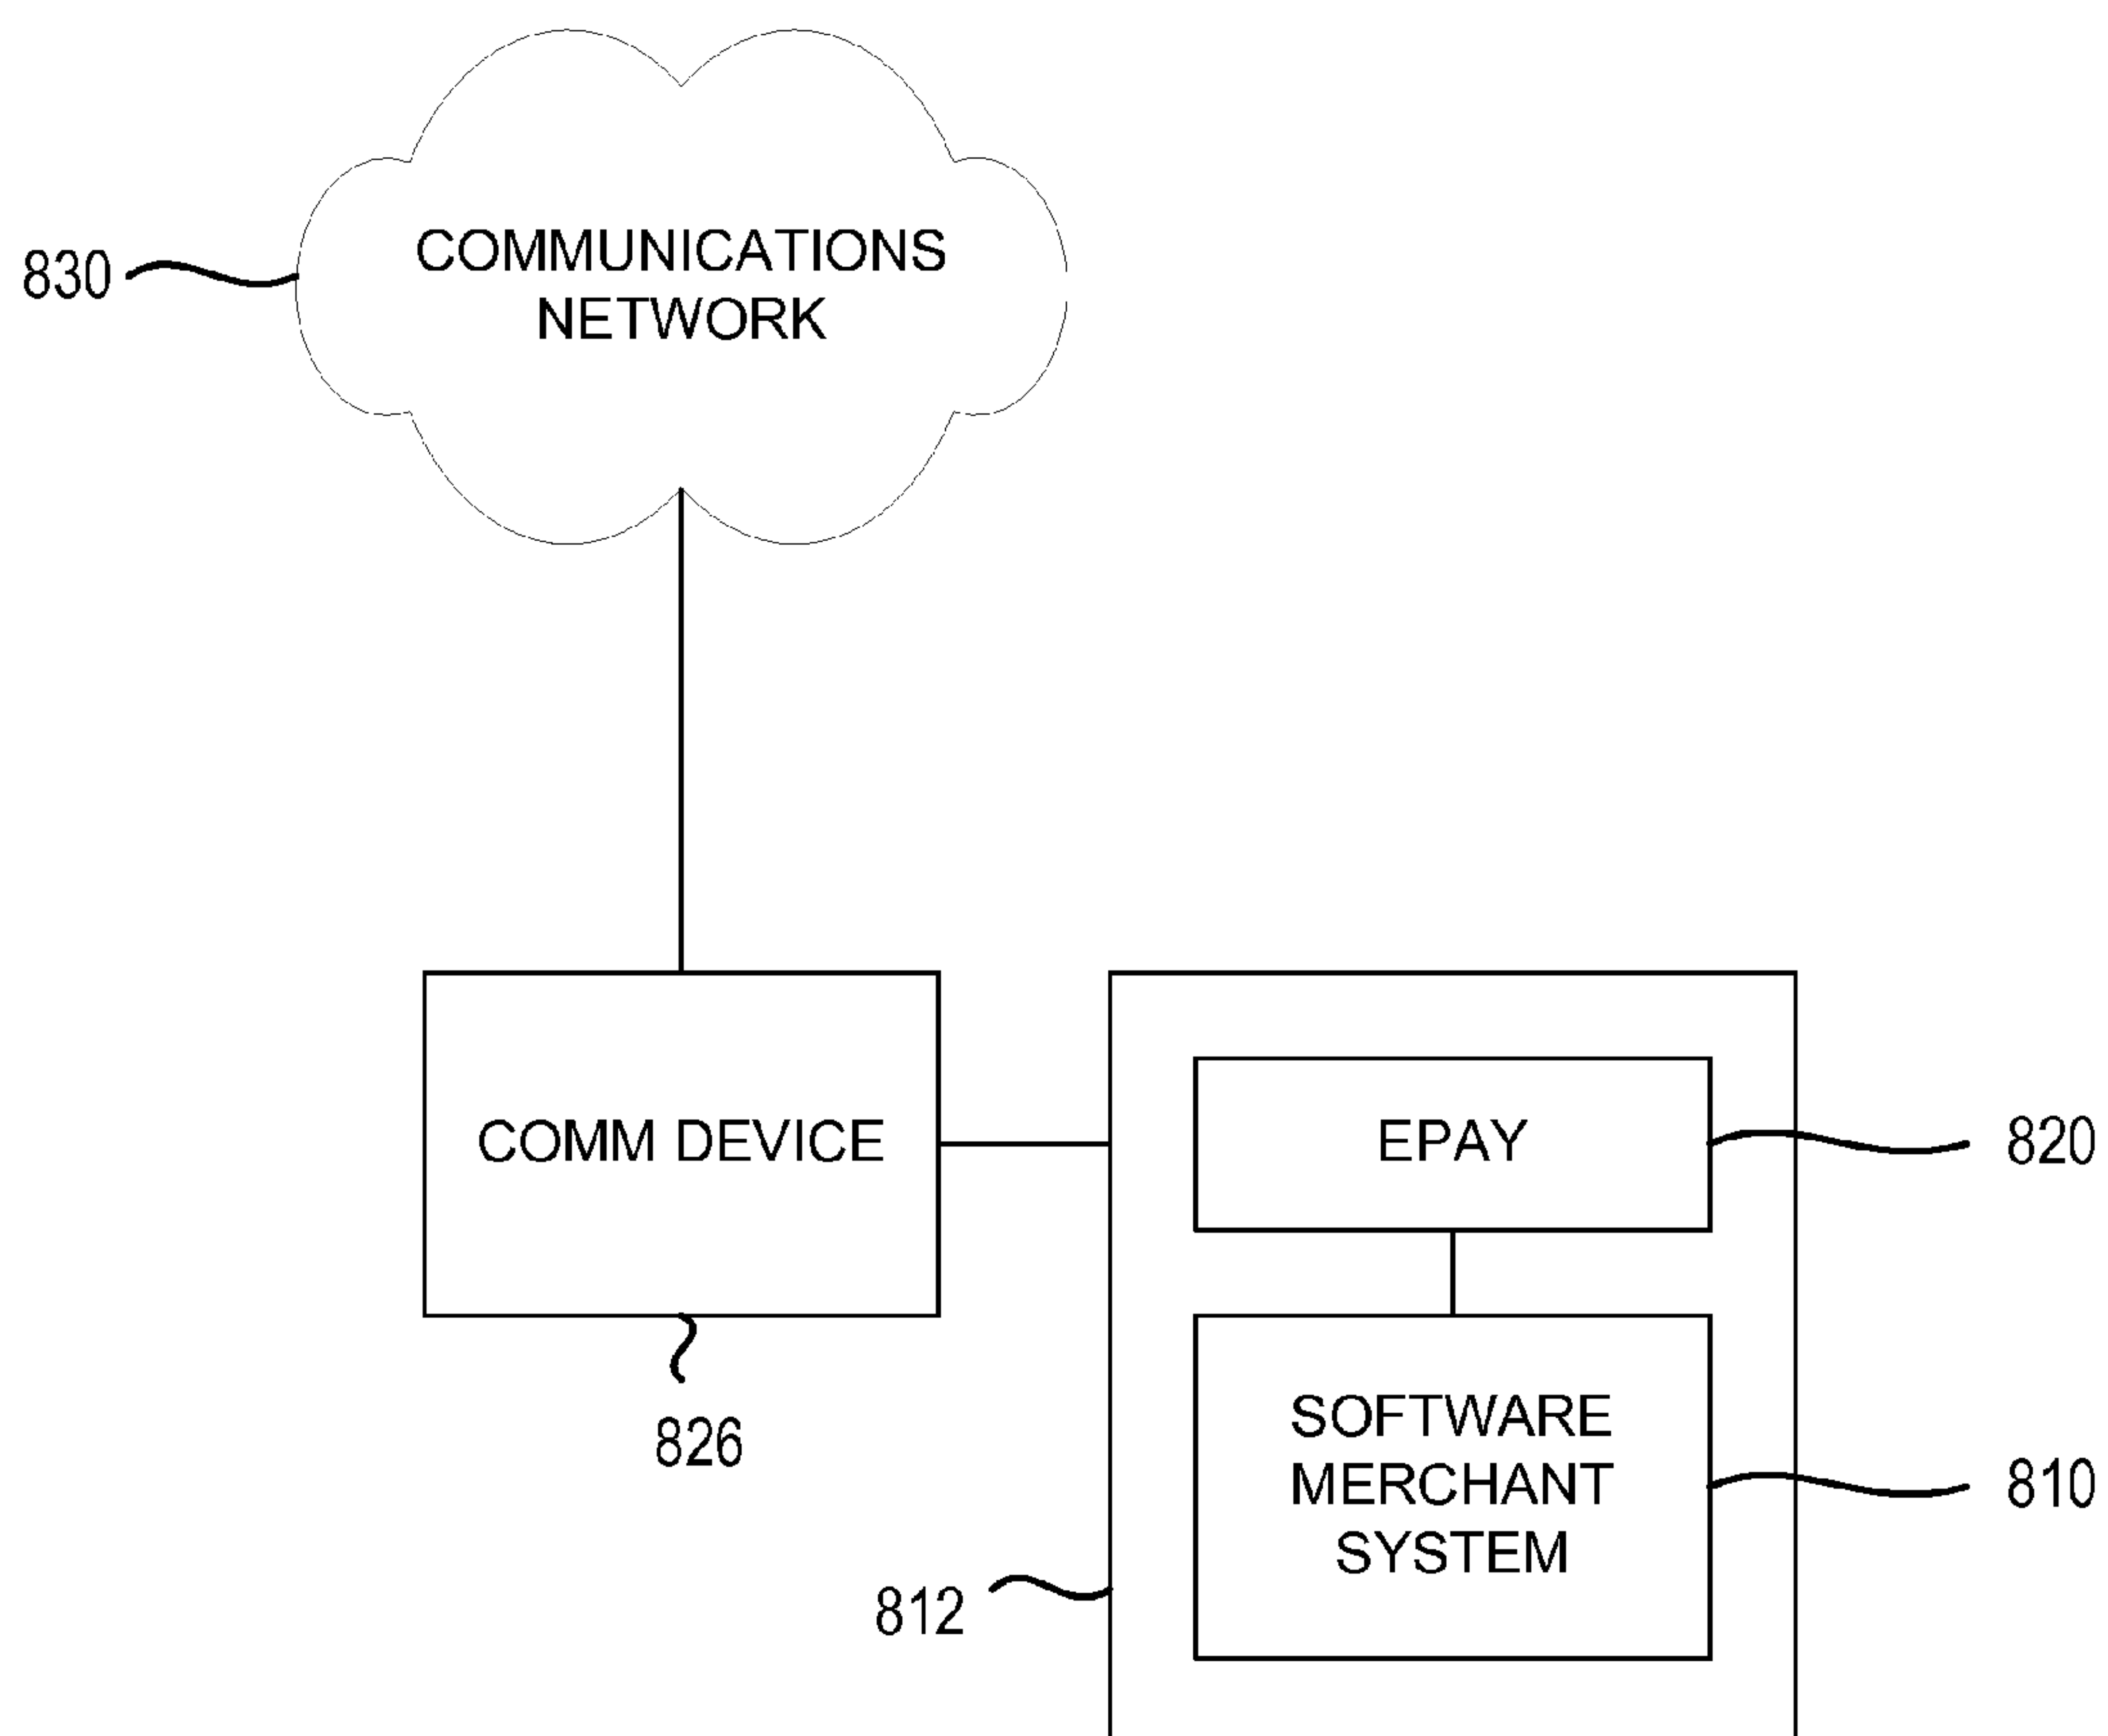 COMMUNICATIONS
NETWORK
830
COMM DEVICE
EPAY
820
826
SOFTWARE
MERCHANT
SYSTEM
810
812